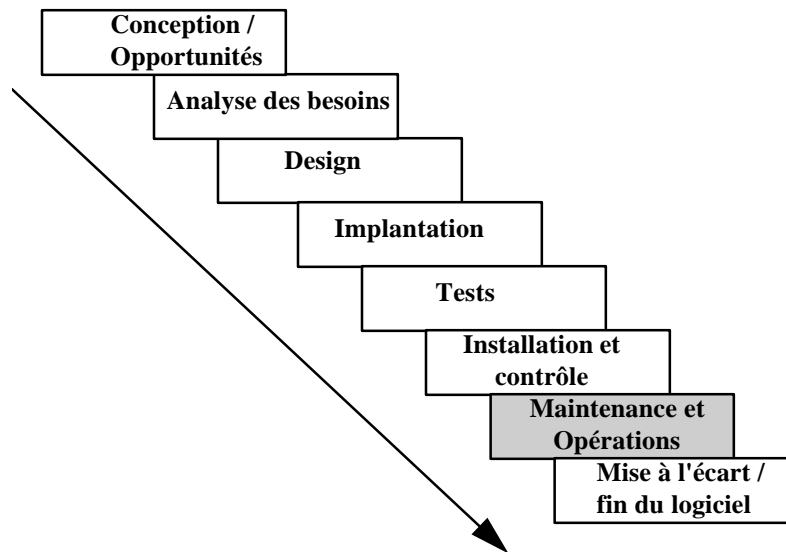 Conception /
Opportunités
Analyse des besoins
Design
Implantation
Tests
Installation et
contrôle
Maintenance et
Opérations
Mise à l'écart /
fin du logiciel